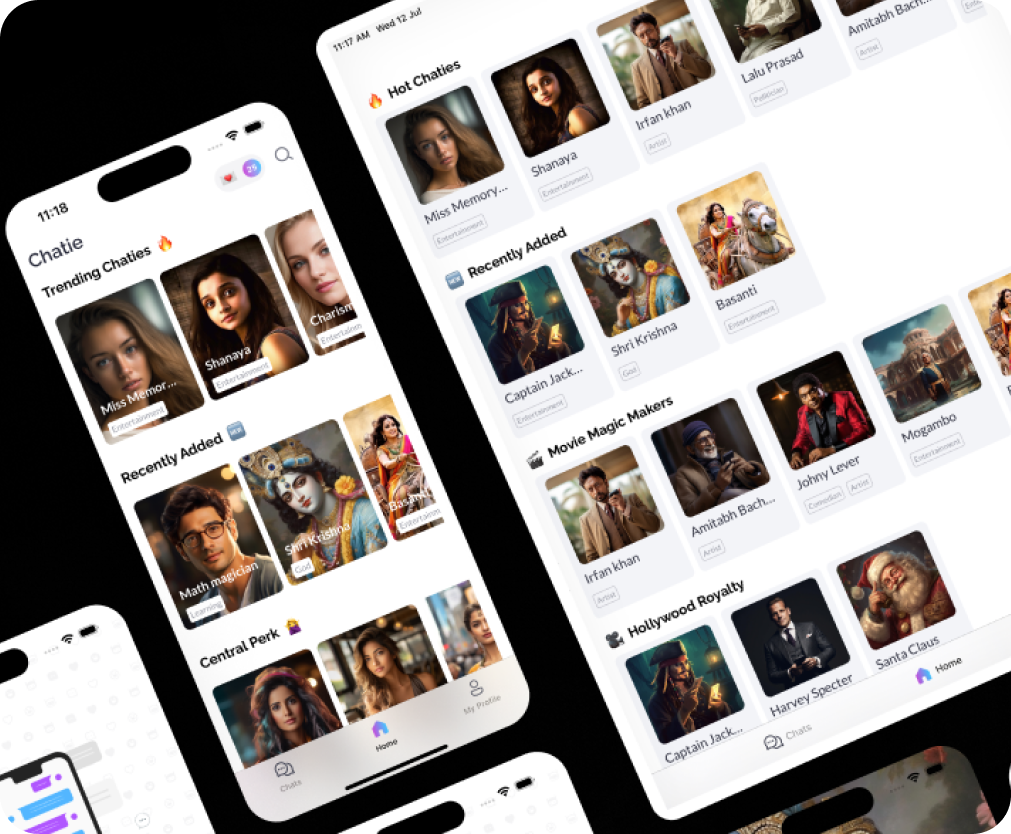 11:18
25
Chatie
Trending Chaties 🔥
Miss Memor...
Entertainment
Shanaya
Entertainment
Charism
Entertainm
Recently Added 🆕
Math magician
Learning
Shri Krishna
God
Basanti
Entertainm
Central Perk
Chats
Home
My Profile
11:17 AM Wed 12 Jul
🔥 Hot Chaties
Miss Memory...
Entertainment
Shanaya
Entertainment
Irfan khan
Artist
Lalu Prasad
Politician
Amitabh Bach...
Artist
🆕 Recently Added
Captain Jack...
Entertainment
Shri Krishna
God
Basanti
Entertainment
🎬 Movie Magic Makers
Irfan khan
Artist
Amitabh Bach...
Artist
Johny Lever
Comedian
Artist
Mogambo
Entertainment
🎥 Hollywood Royalty
Captain Jack...
Harvey Specter
Santa Claus
Chats
Home